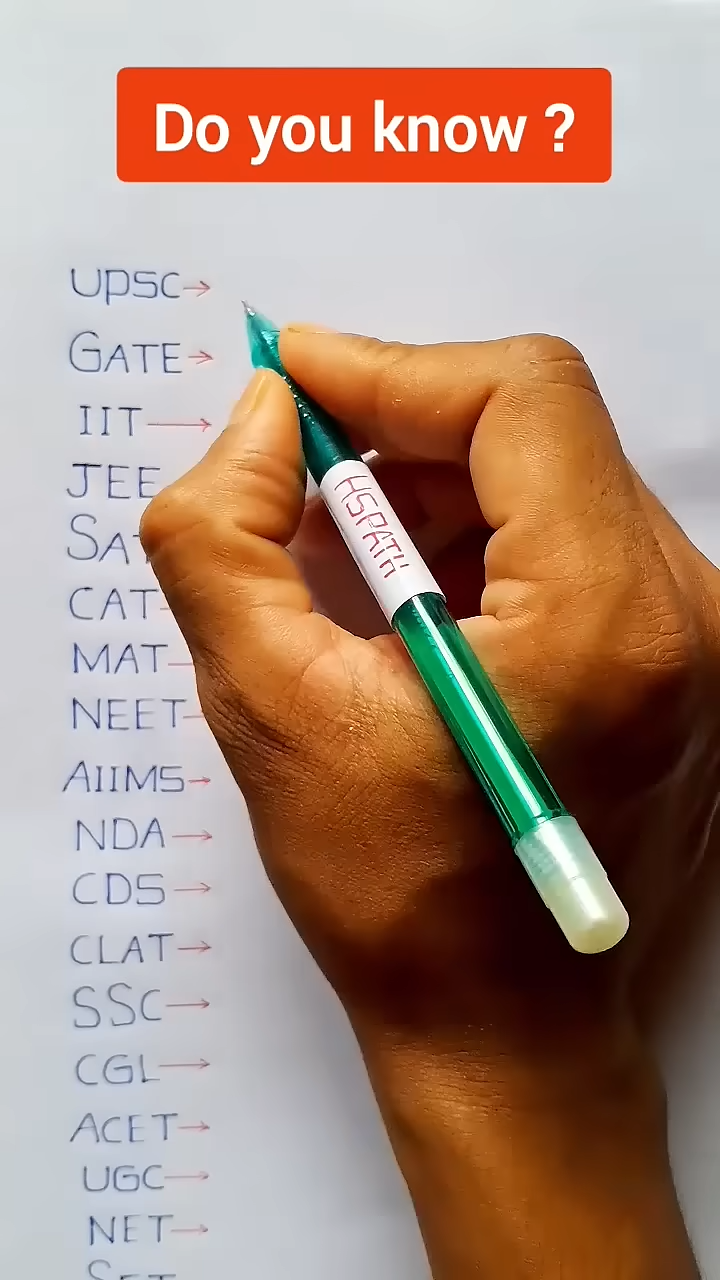 Do you know ?
UPSC→
GATE→
IIT→
JEE
CAT
MAT
NEET
AIIMS→
NDA→
CDS→
CLAT→
SSC→
CGL→
ACET→
UGC→
NET→
HSPATH